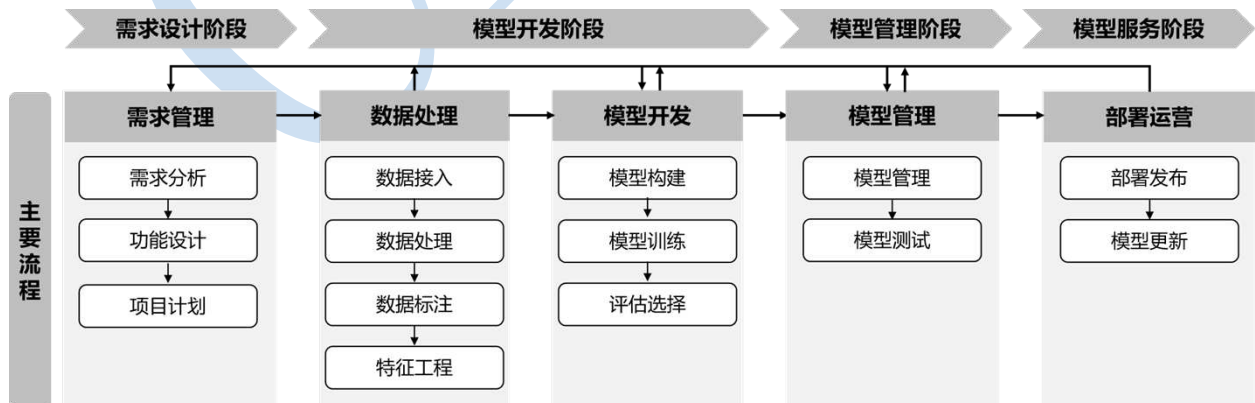 需求设计阶段
模型开发阶段
模型管理阶段
模型服务阶段
主要流程
需求管理
需求分析
功能设计
项目计划
数据处理
数据接入
数据处理
数据标注
特征工程
模型开发
模型构建
模型训练
评估选择
模型管理
模型管理
模型测试
部署运营
部署发布
模型更新